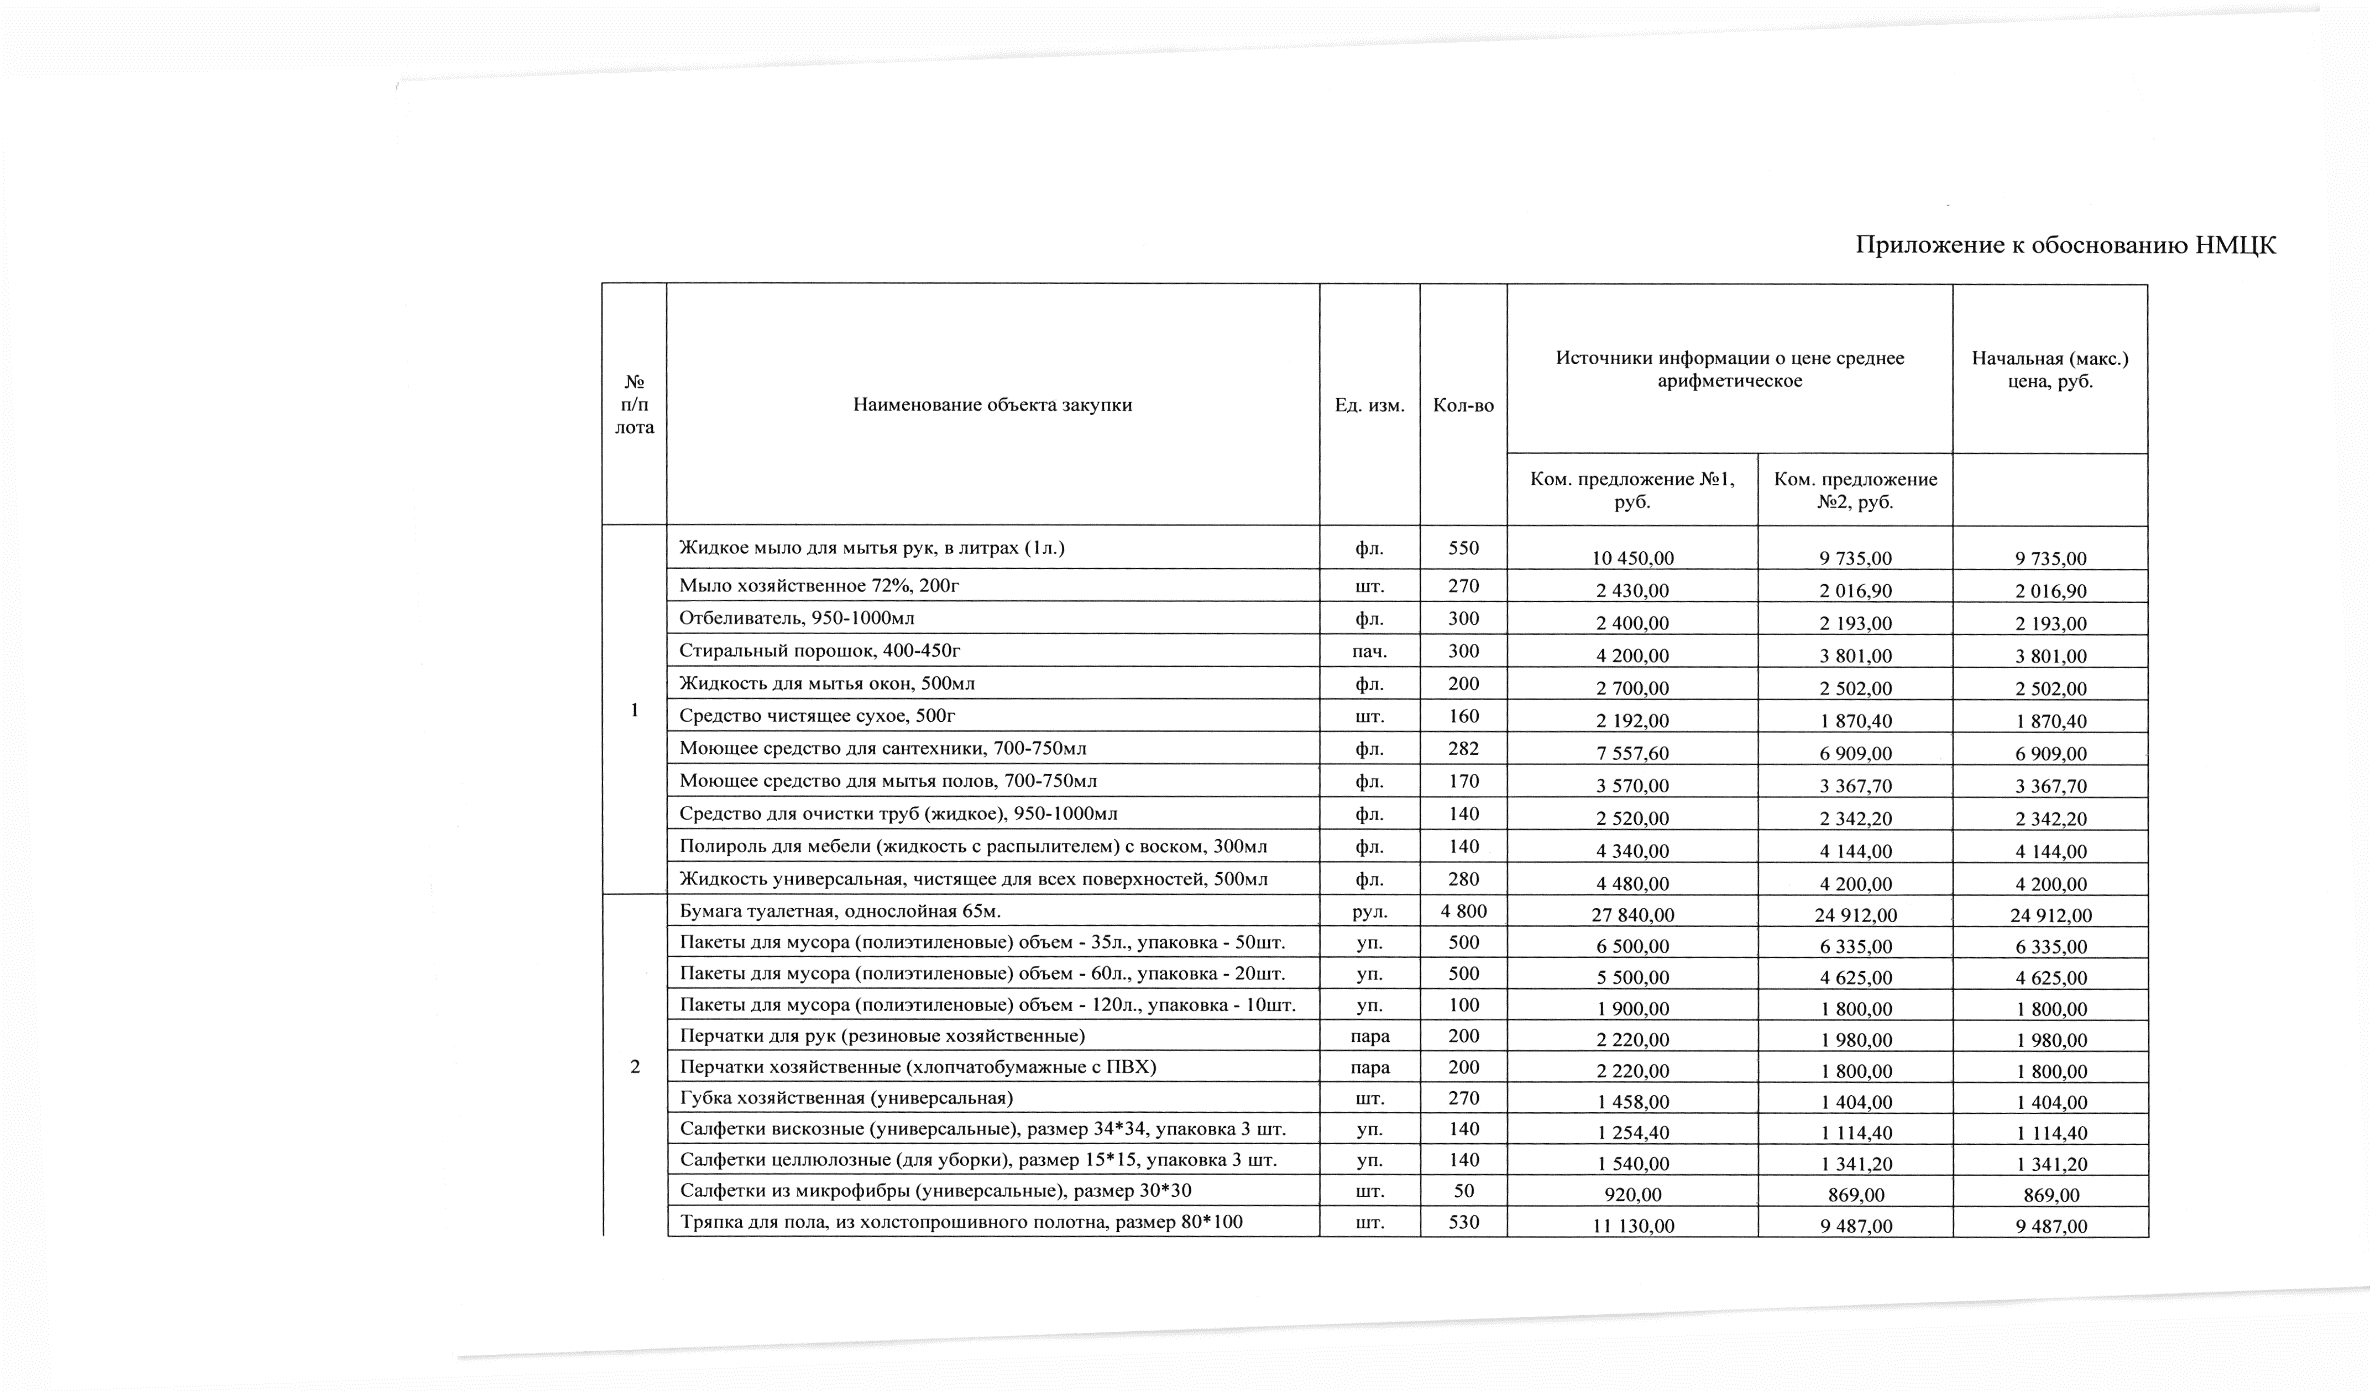 Приложение к обоснованию НМЦК
№
п/п
лота
Наименование объекта закупки
Ед. изм.
Кол-во
Источники информации о цене среднее
арифметическое
Начальная (макс.)
цена, руб.
Ком. предложение №1,
руб.
Ком. предложение
№2, руб.
1
Жидкое мыло для мытья рук, в литрах (1л.) фл. 550 10 450,00 9 735,00 9 735,00
Мыло хозяйственное 72%, 200г шт. 270 2 430,00 2 016,90 2 016,90
Отбеливатель, 950-1000мл фл. 300 2 400,00 2 193,00 2 193,00
Стиральный порошок, 400-450г пач. 300 4 200,00 3 801,00 3 801,00
Жидкость для мытья окон, 500мл фл. 200 2 700,00 2 502,00 2 502,00
Средство чистящее сухое, 500г шт. 160 2 192,00 1 870,40 1 870,40
Моющее средство для сантехники, 700-750мл фл. 282 7 557,60 6 909,00 6 909,00
Моющее средство для мытья полов, 700-750мл фл. 170 3 570,00 3 367,70 3 367,70
Средство для очистки труб (жидкое), 950-1000мл фл. 140 2 520,00 2 342,20 2 342,20
Полироль для мебели (жидкость с распылителем) с воском, 300мл фл. 140 4 340,00 4 144,00 4 144,00
Жидкость универсальная, чистящее для всех поверхностей, 500мл фл. 280 4 480,00 4 200,00 4 200,00
2
Бумага туалетная, однослойная 65м. рул. 4 800 27 840,00 24 912,00 24 912,00
Пакеты для мусора (полиэтиленовые) объем - 35л., упаковка - 50шт. уп. 500 6 500,00 6 335,00 6 335,00
Пакеты для мусора (полиэтиленовые) объем - 60л., упаковка - 20шт. уп. 500 5 500,00 4 625,00 4 625,00
Пакеты для мусора (полиэтиленовые) объем - 120л., упаковка - 10шт. уп. 100 1 900,00 1 800,00 1 800,00
Перчатки для рук (резиновые хозяйственные) пара 200 2 220,00 1 980,00 1 980,00
Перчатки хозяйственные (хлопчатобумажные с ПВХ) пара 200 2 220,00 1 800,00 1 800,00
Губка хозяйственная (универсальная) шт. 270 1 458,00 1 404,00 1 404,00
Салфетки вискозные (универсальные), размер 34*34, упаковка 3 шт. уп. 140 1 254,40 1 114,40 1 114,40
Салфетки целлюлозные (для уборки), размер 15*15, упаковка 3 шт. уп. 140 1 540,00 1 341,20 1 341,20
Салфетки из микрофибры (универсальные), размер 30*30 шт. 50 920,00 869,00 869,00
Тряпка для пола, из холстопрошивного полотна, размер 80*100 шт. 530 11 130,00 9 487,00 9 487,00